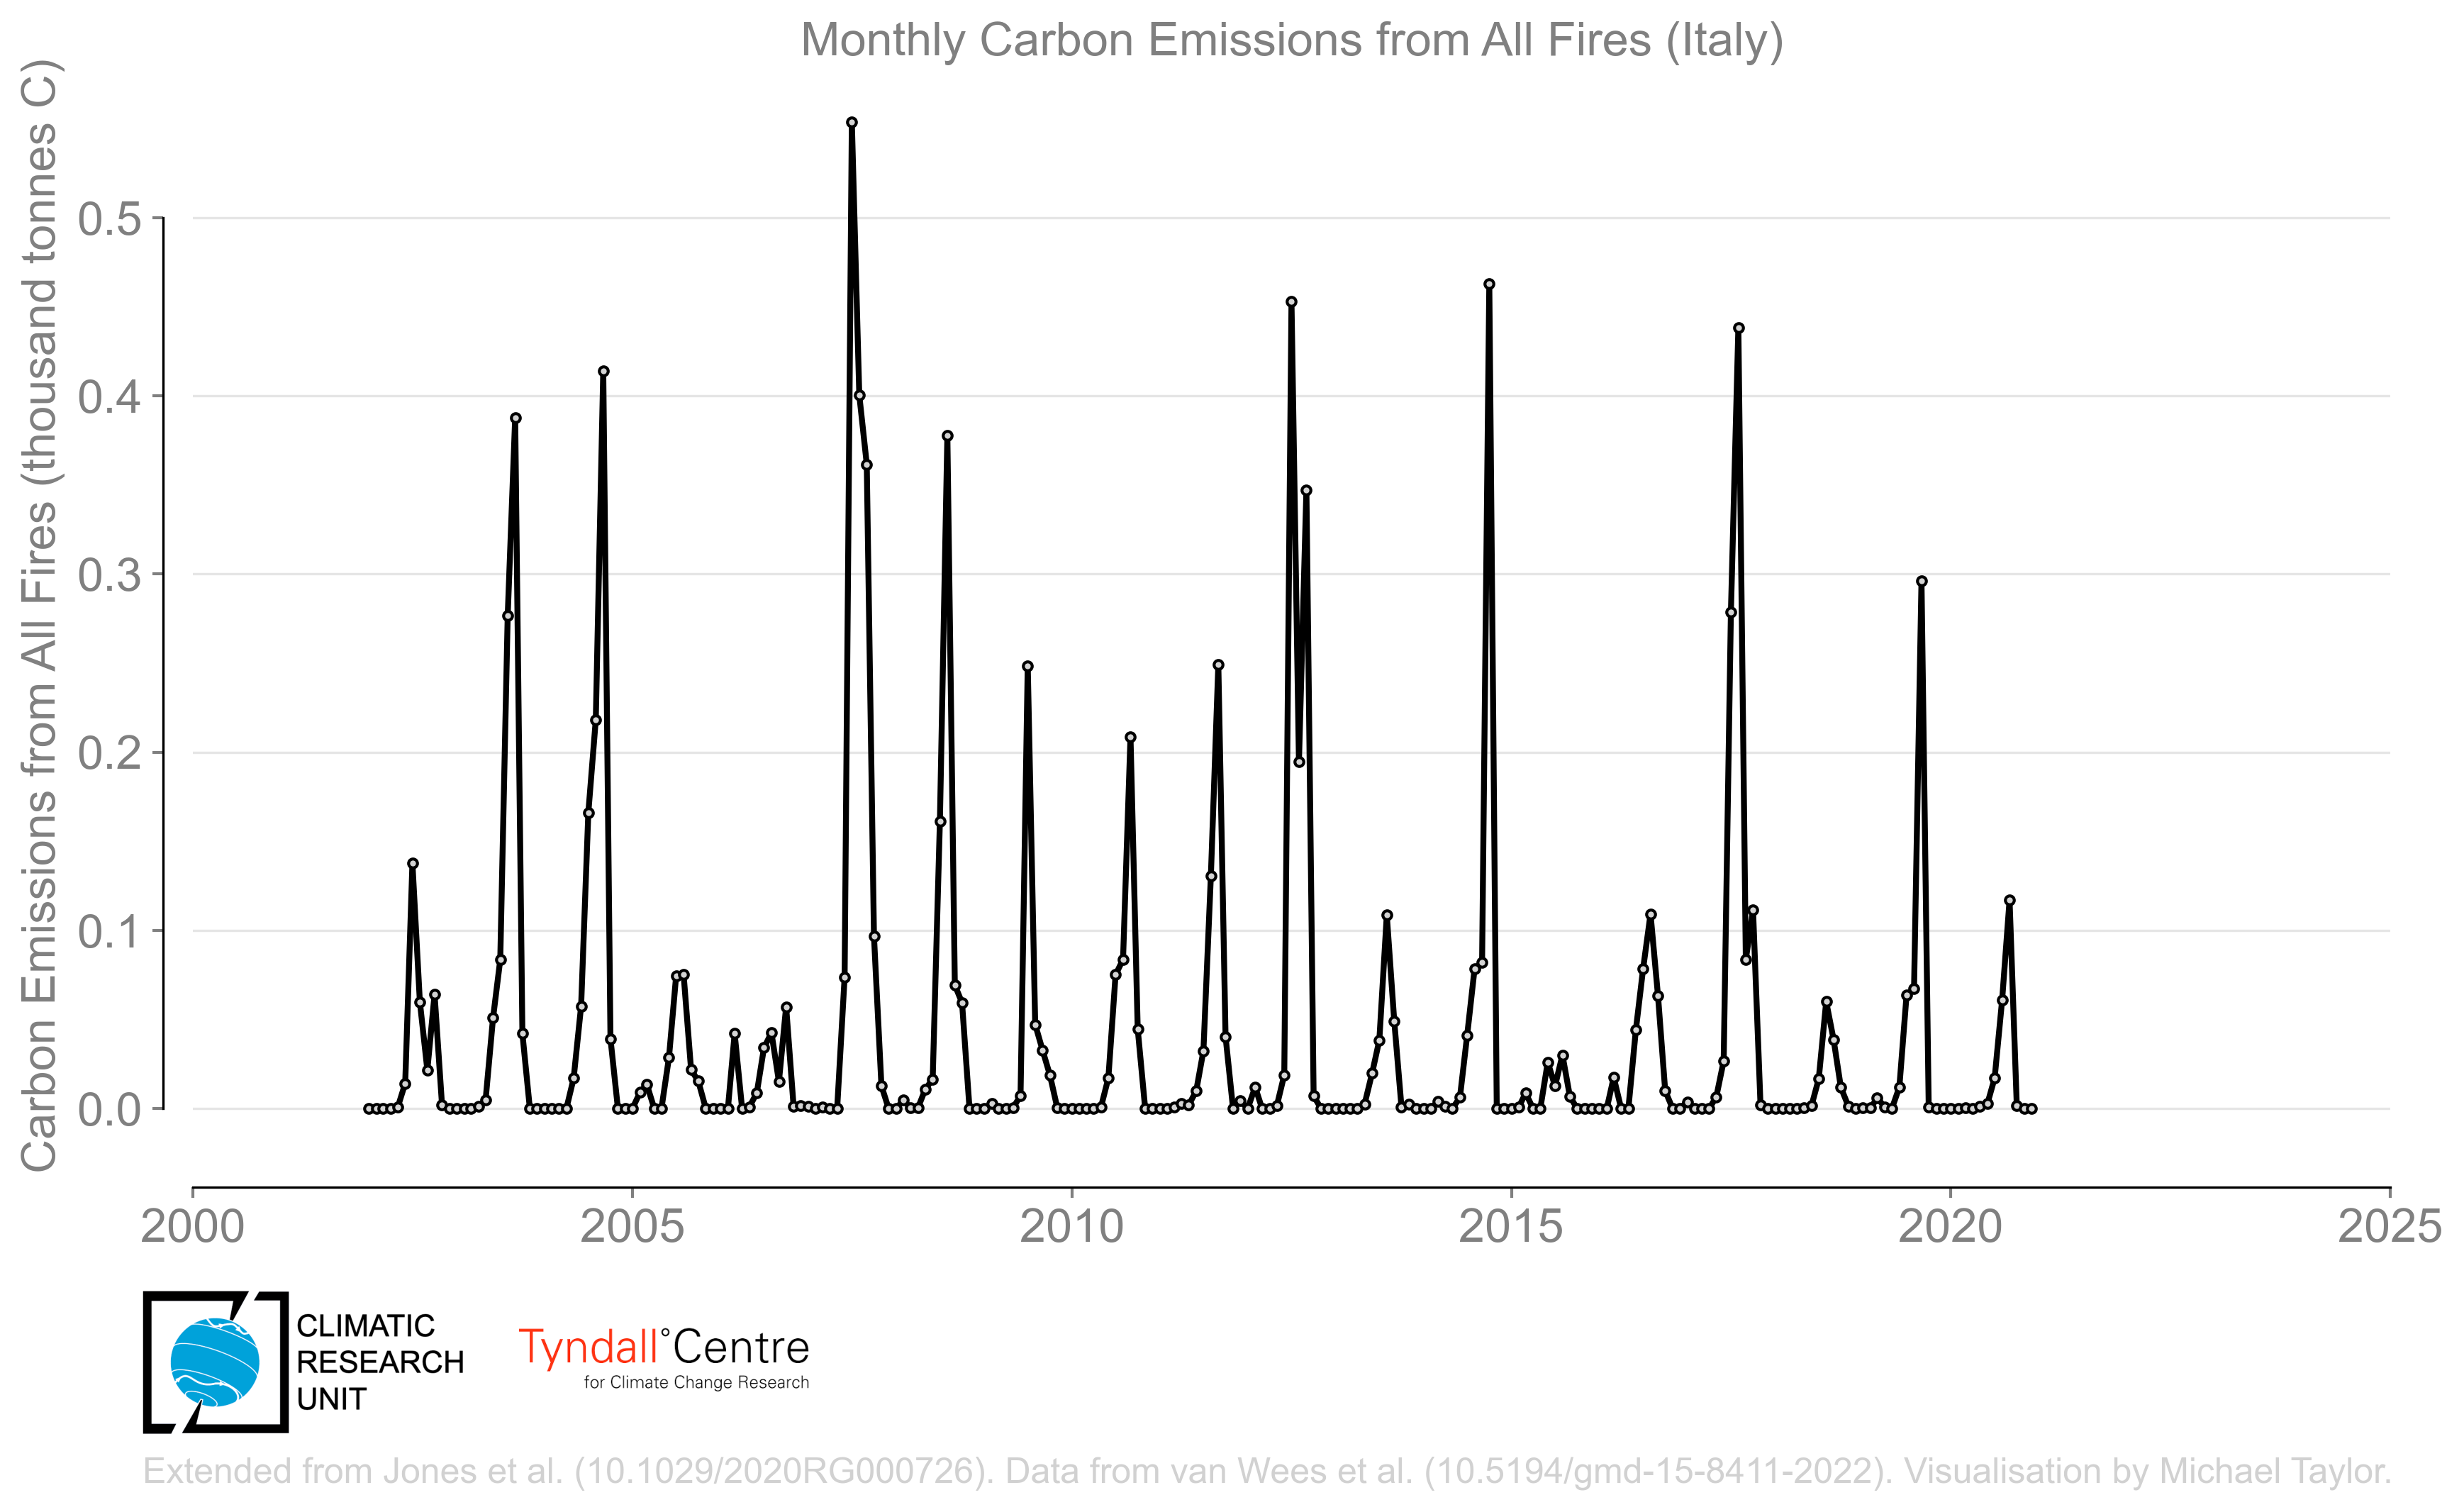 Monthly Carbon Emissions from All Fires (Italy)
Carbon Emissions from All Fires (thousand tonnes C)
0.5
0.4
0.3
0.2
0.1
0.0
2000
2005
2010
2015
2020
2025
CLIMATIC
RESEARCH
UNIT
Tyndall°Centre
for Climate Change Research
Extended from Jones et al. (10.1029/2020RG000726). Data from van Wees et al. (10.5194/gmd-15-8411-2022). Visualisation by Michael Taylor.